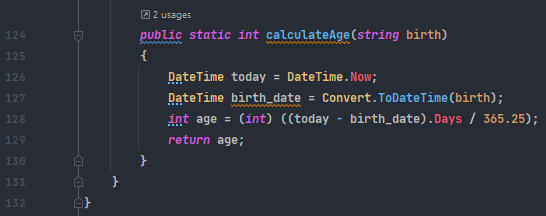 2 usages
124 public static int calculateAge(string birth)
125 {
126 DateTime today = DateTime.Now;
127 DateTime birth_date = Convert.ToDateTime(birth);
128 int age = (int) ((today - birth_date).Days / 365.25);
129 return age;
130 }
131 }
132 }